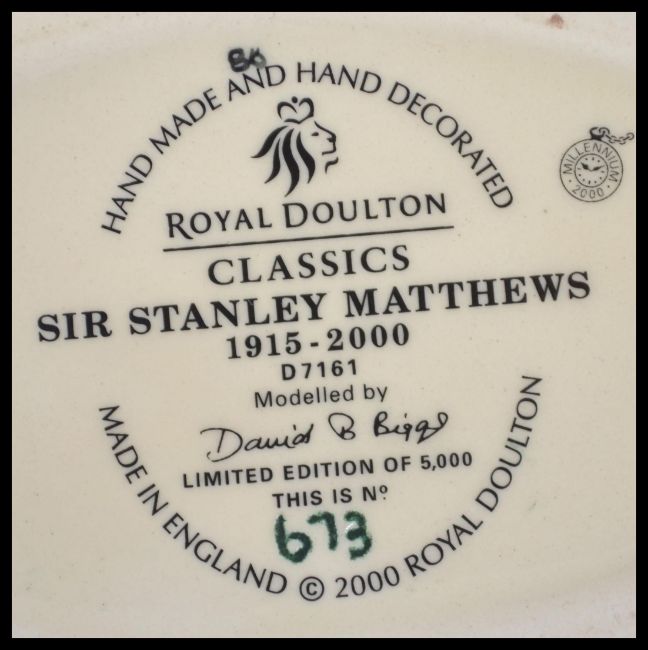 HAND MADE AND HAND DECORATED
MILLENNIUM
2000
ROYAL DOULTON
CLASSICS
SIR STANLEY MATTHEWS
1915-2000
D7161
Modelled by
David B Biggs
LIMITED EDITION OF 5,000
THIS IS Nº
673
MADE IN ENGLAND © 2000 ROYAL DOULTON